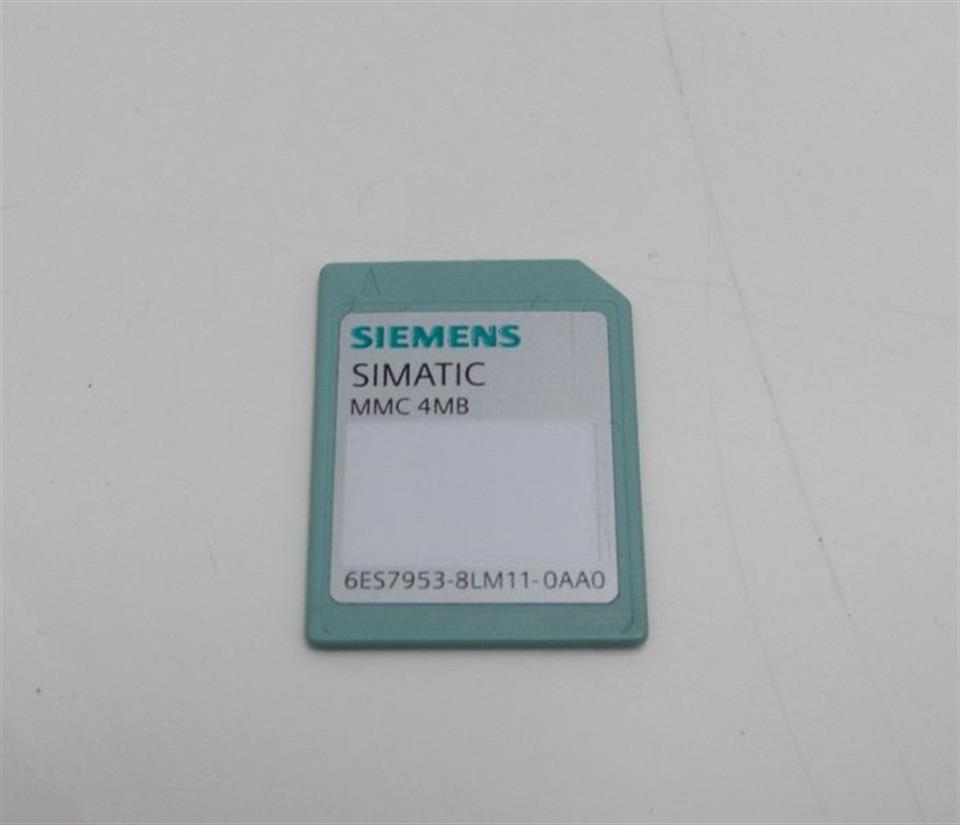 SIEMENS
SIMATIC
MMC 4MB
6ES7953-8LM11-0AA0